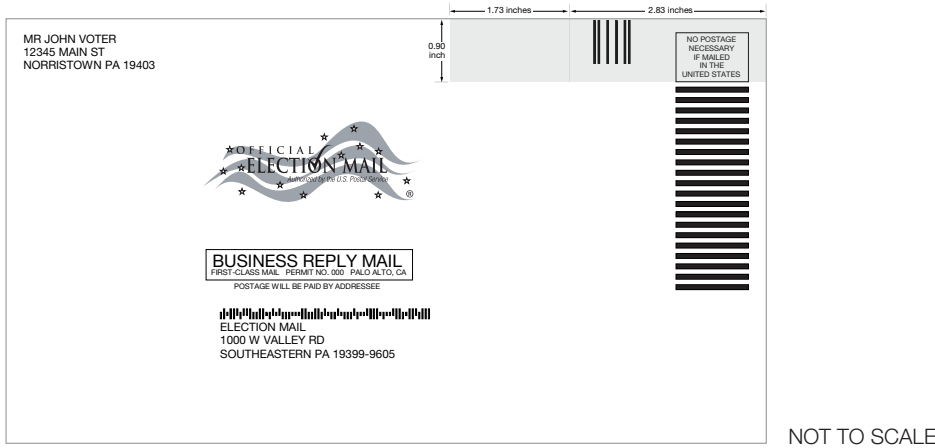 1.73 inches
2.83 inches
0.90
inch
MR JOHN VOTER
12345 MAIN ST
NORRISTOWN PA 19403
NO POSTAGE
NECESSARY
IF MAILED
IN THE
UNITED STATES
OFFICIAL
ELECTION MAIL
Authorized by the U.S. Postal Service
®
BUSINESS REPLY MAIL
FIRST-CLASS MAIL PERMIT NO. 000 PALO ALTO, CA
POSTAGE WILL BE PAID BY ADDRESSEE
ELECTION MAIL
1000 W VALLEY RD
SOUTHEASTERN PA 19399-9605
NOT TO SCALE